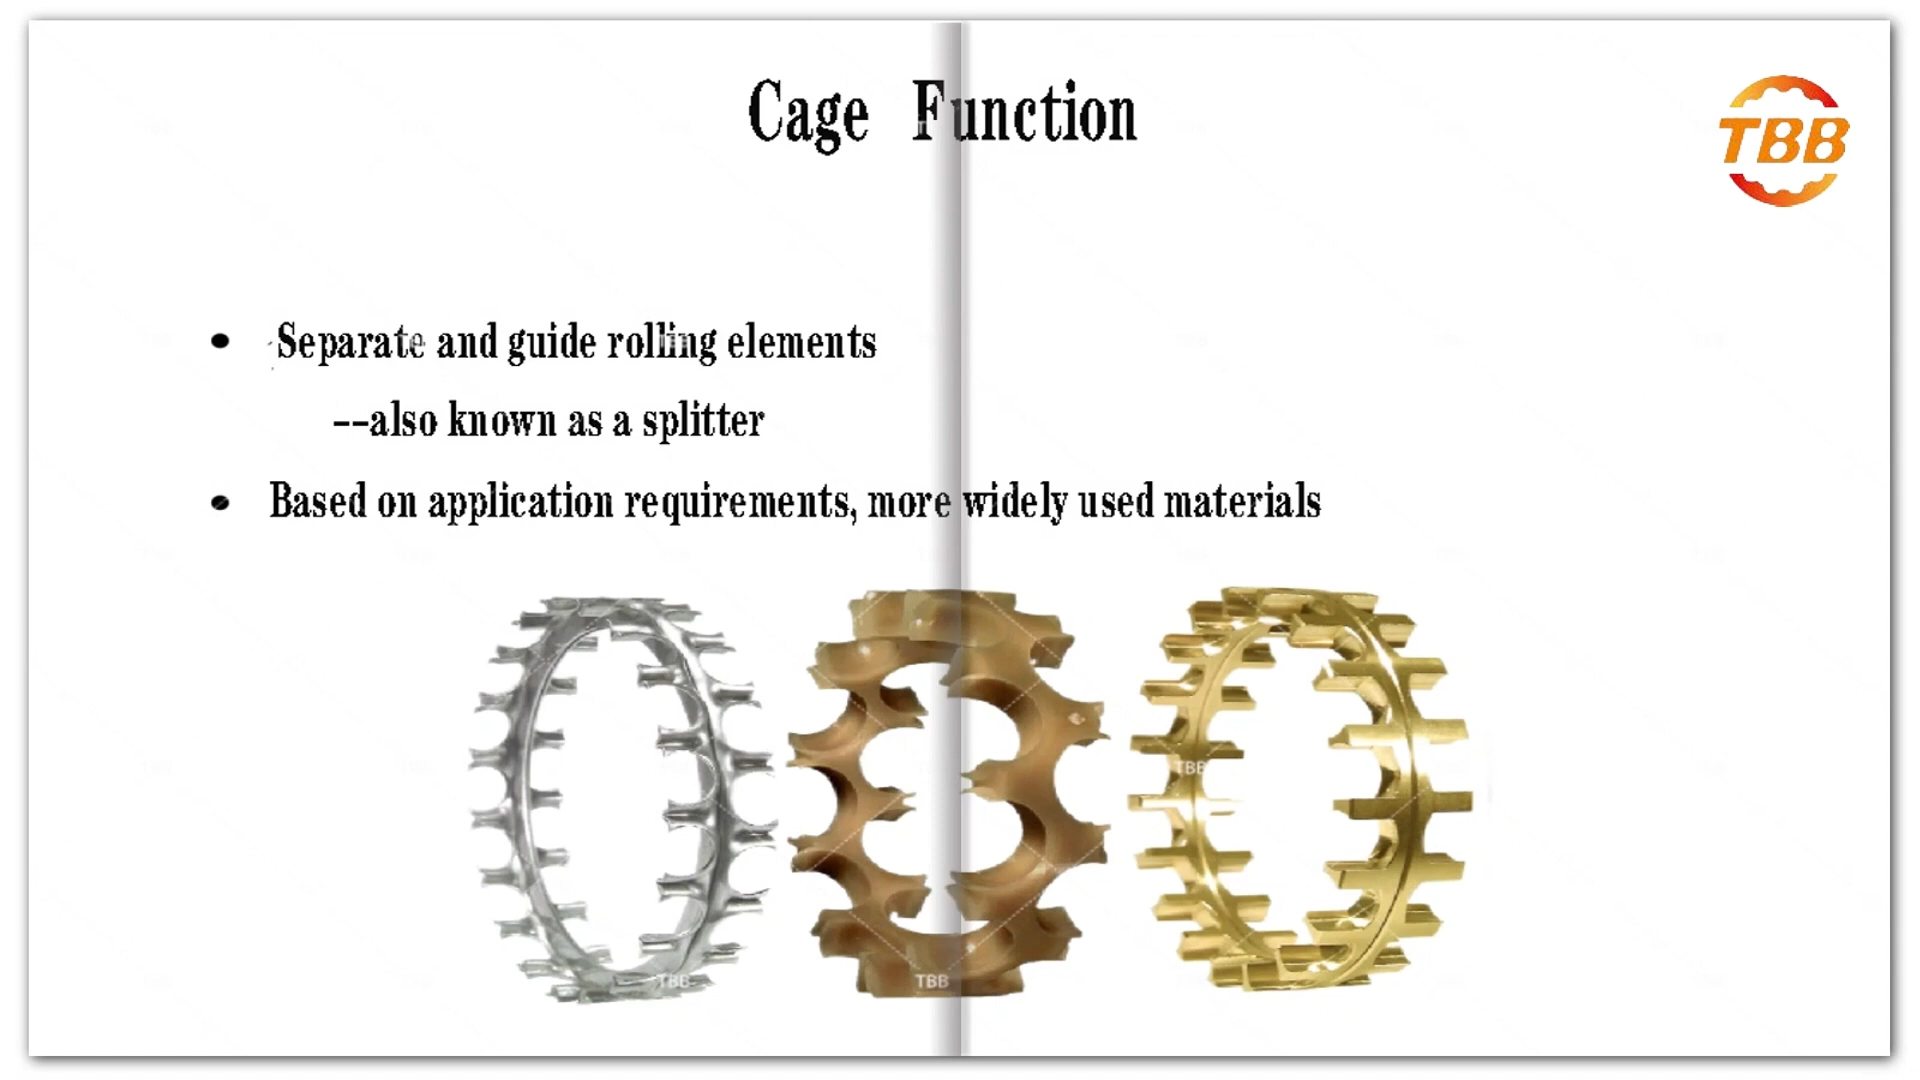 Cage Function
TBB
Separate and guide rolling elements
--also known as a splitter
Based on application requirements, more widely used materials
TBB
TBB
TBB